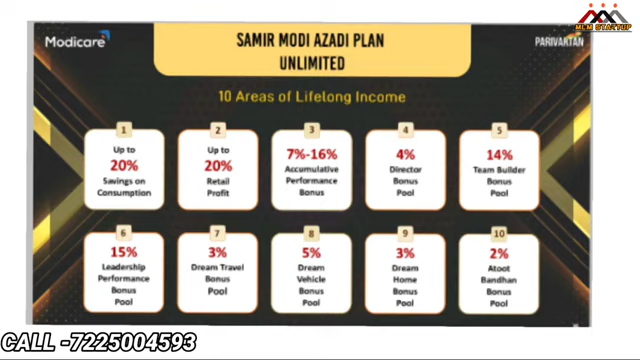 Modicare
SAMIR MODI AZADI PLAN
UNLIMITED
MLM STARTUP
PARIVARTAN
10 Areas of Lifelong Income
1
Up to
20%
Savings on
Consumption
2
Up to
20%
Retail
Profit
3
7%-16%
Accumulative
Performance
Bonus
4
4%
Director
Bonus
Pool
5
14%
Team Builder
Bonus
Pool
6
15%
Leadership
Performance
Bonus
Pool
7
3%
Dream Travel
Bonus
Pool
8
5%
Dream
Vehicle
Bonus
Pool
9
3%
Dream
Home
Bonus
Pool
10
2%
Atoot
Bandhan
Bonus
Pool
CALL -7225004593